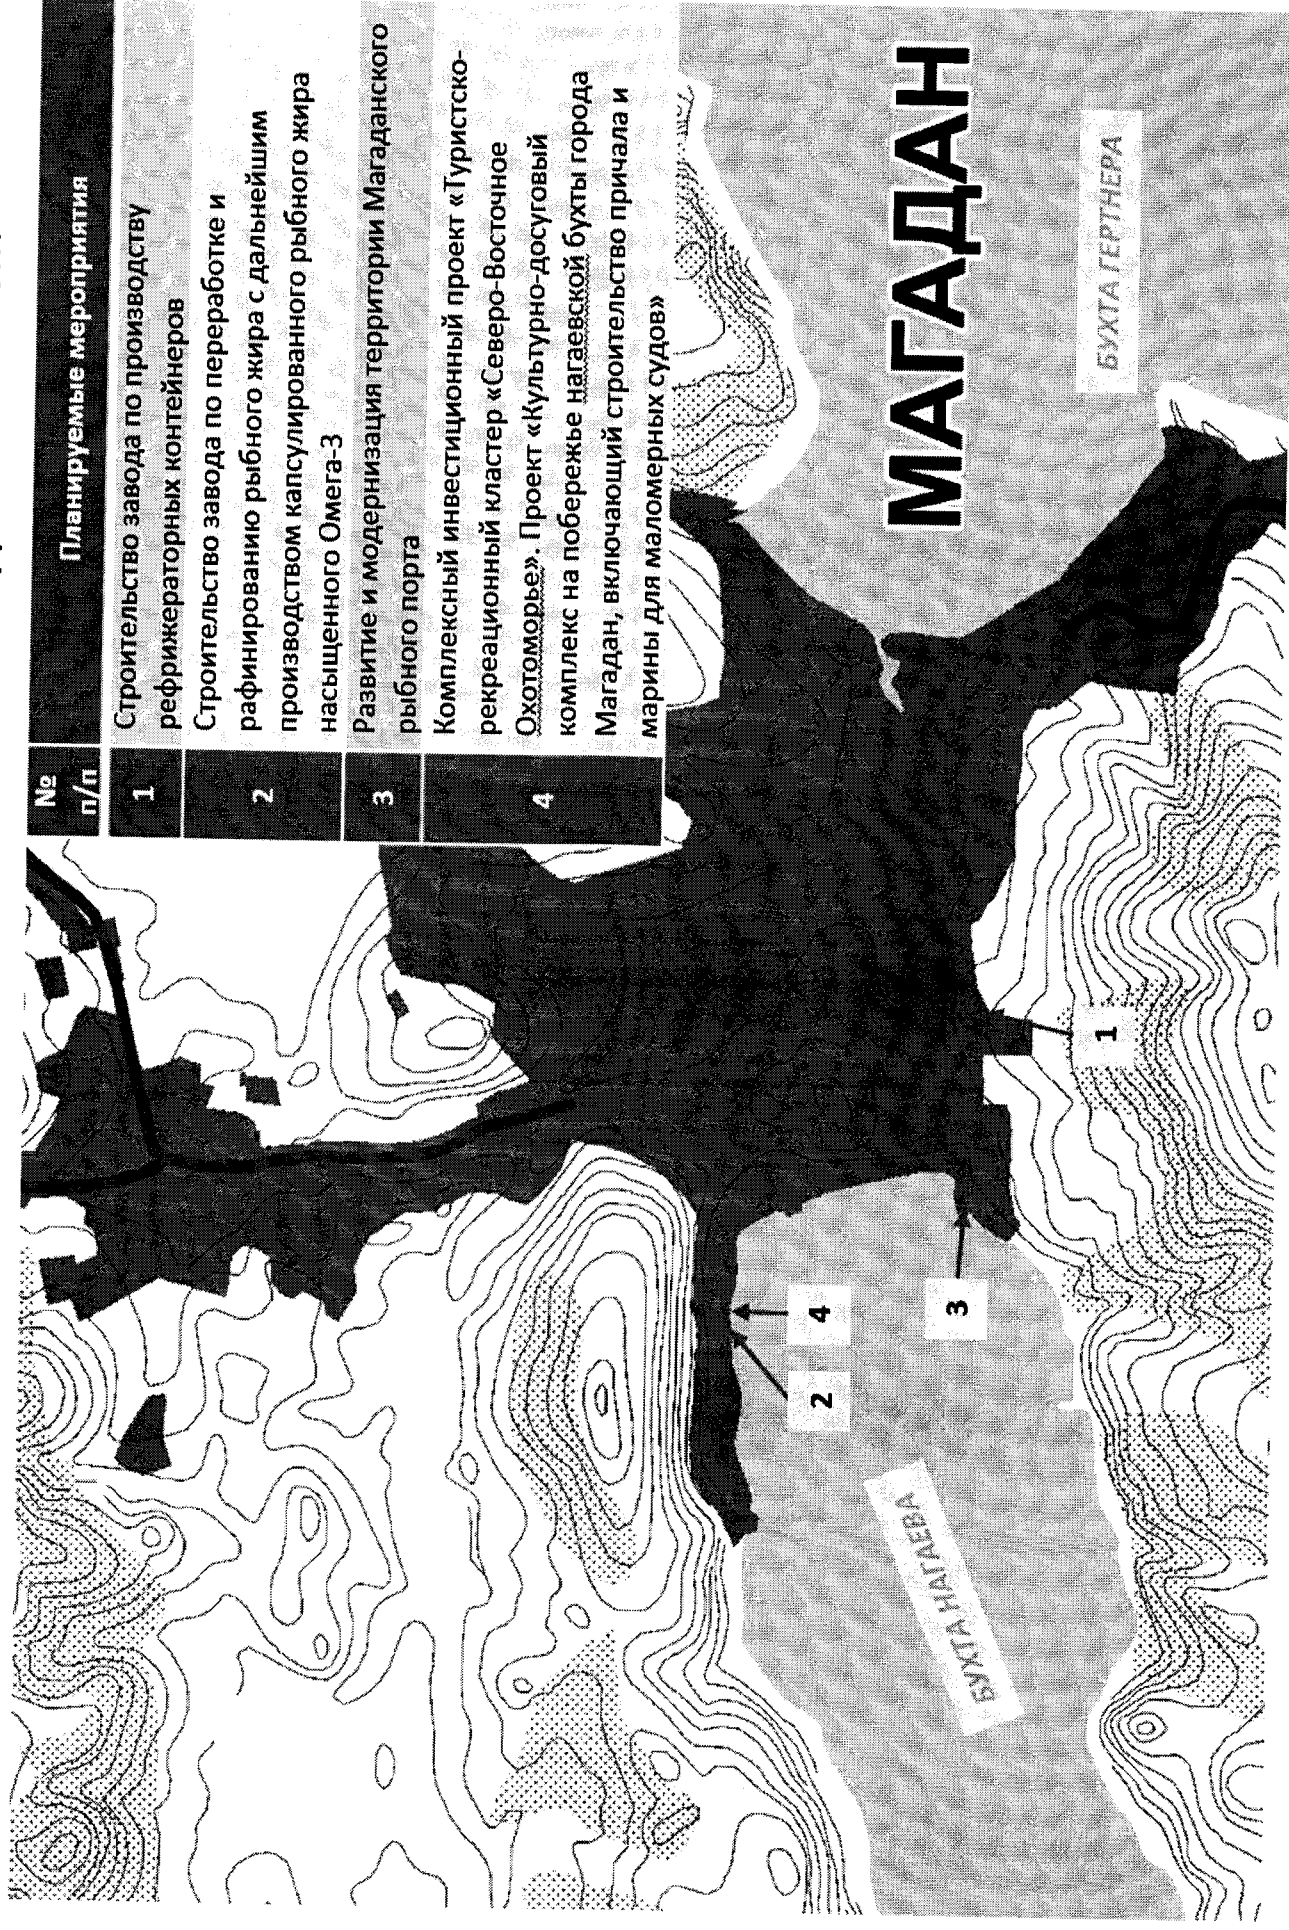 №
п/п
Планируемые мероприятия
1
Строительство завода по производству
рефрижераторных контейнеров
2
Строительство завода по переработке и
рафинированию рыбного жира с дальнейшим
производством капсулированного рыбного жира
насыщенного Омега-3
3
Развитие и модернизация территории Магаданского
рыбного порта
4
Комплексный инвестиционный проект «Туристско-
рекреационный кластер «Северо-Восточное
Охотоморье». Проект «Культурно-досуговый
комплекс на побережье нагаевской бухты города
Магадан, включающий строительство причала и
марины для маломерных судов»
МАГАДАН
БУХТА ГЕРТНЕРА
БУХТА НАГАЕВА
2
4
3
1